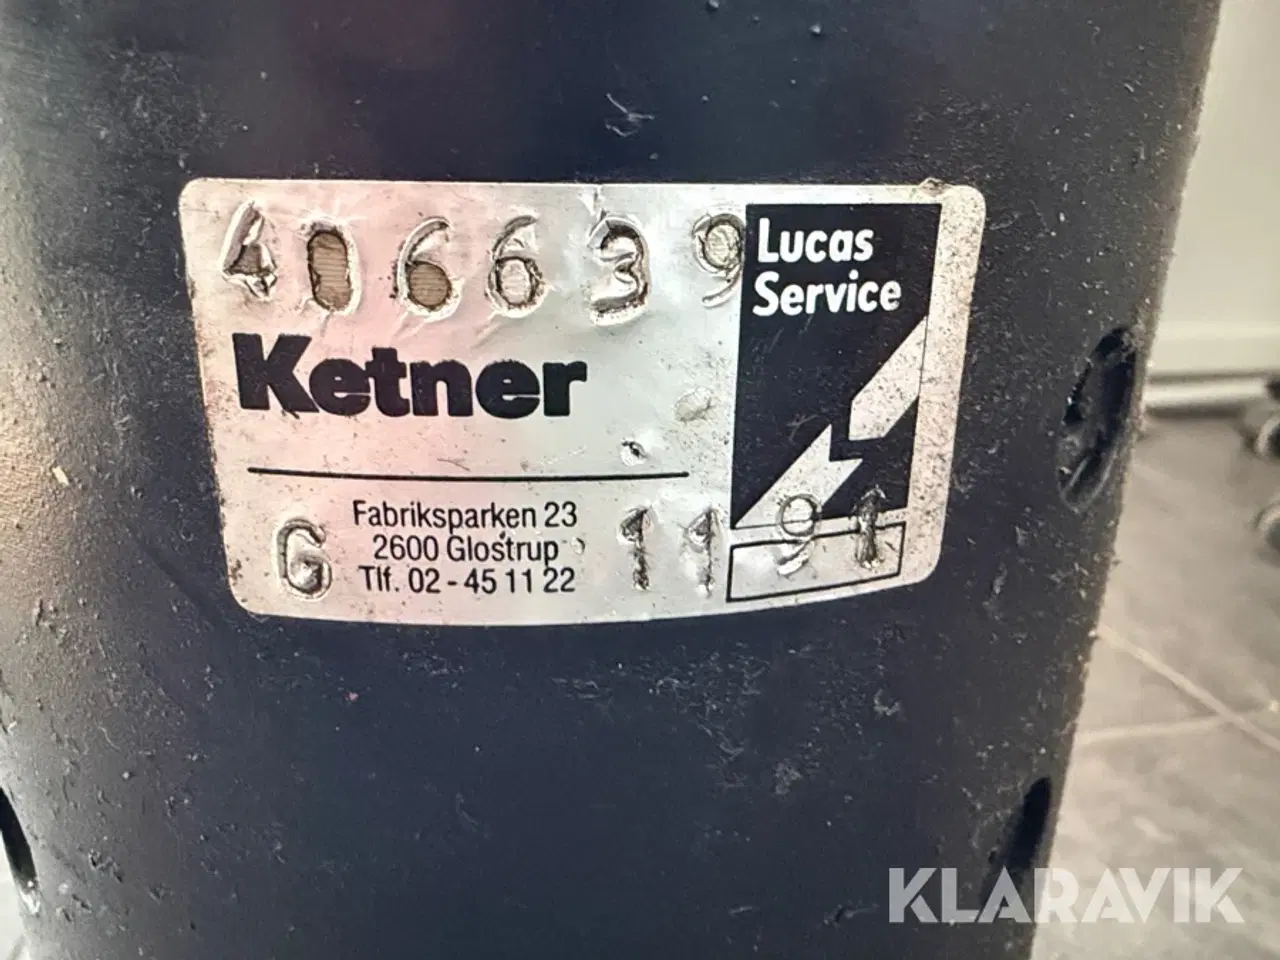 406639
Lucas
Service
Ketner
Fabriksparken 23
2600 Glostrup
Tlf. 02 - 45 11 22
G 11 91
KLARAVIK